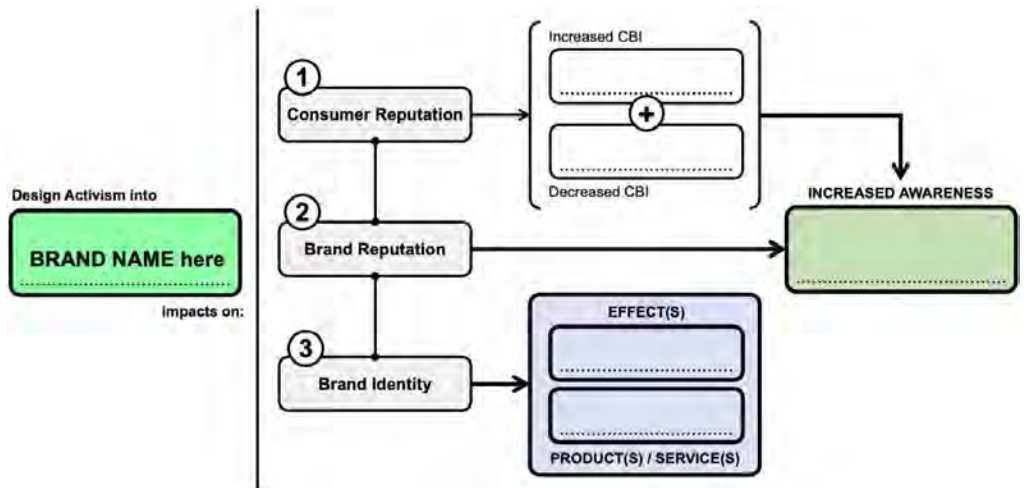 Design Activism into
BRAND NAME here
impacts on:
1
Consumer Reputation
2
Brand Reputation
3
Brand Identity
Increased CBI
+
Decreased CBI
INCREASED AWARENESS
EFFECT(S)
PRODUCT(S) / SERVICE(S)